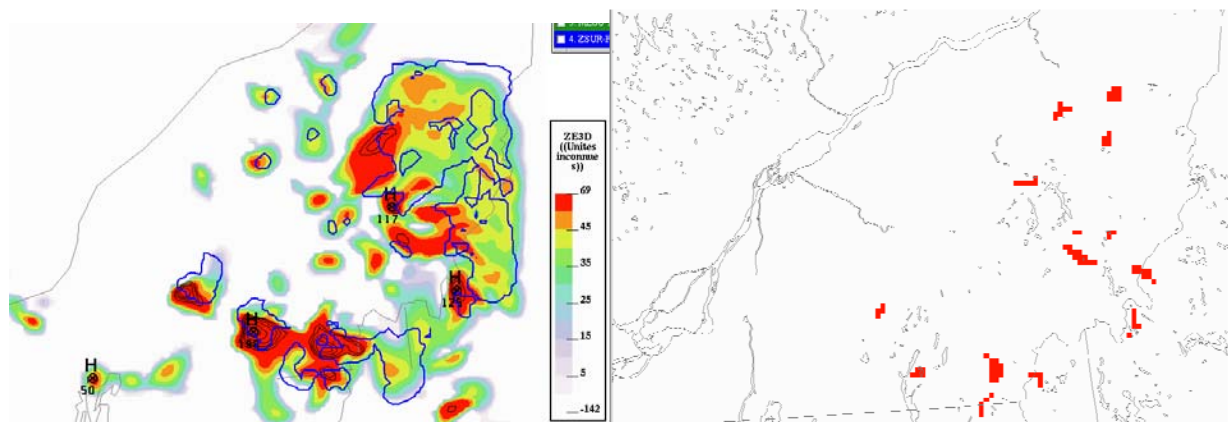 4. ZSUR-F
ZE3D
((Unites
inconnue
s))
69
45
35
25
15
5
-142
H
117
H
H
H
50